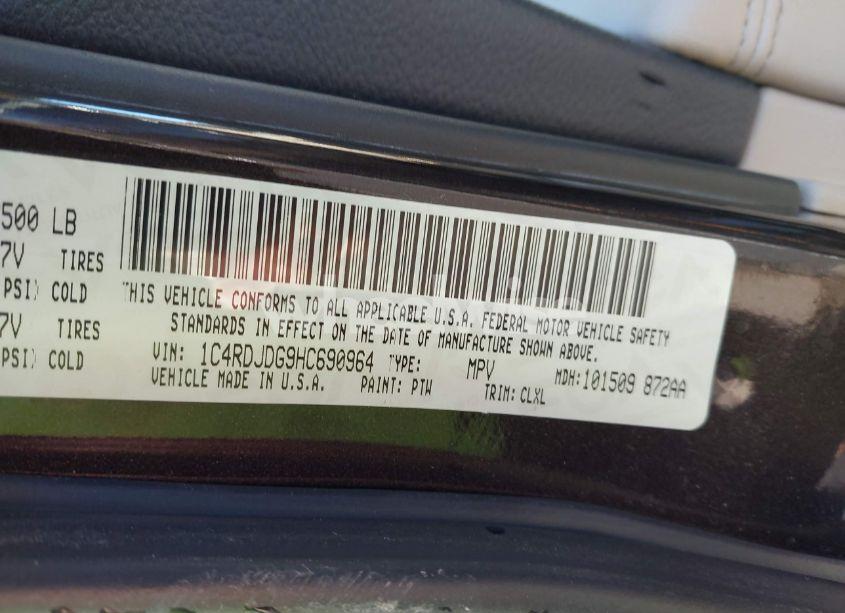 500 LB
7V TIRES
PSI) COLD
7V TIRES
PSI) COLD
THIS VEHICLE CONFORMS TO ALL APPLICABLE U.S.A. FEDERAL MOTOR VEHICLE SAFETY
STANDARDS IN EFFECT ON THE DATE OF MANUFACTURE SHOWN ABOVE.
VIN: 1C4RDJDG9HC690964 TYPE: MPV MDH:101509 872AA
VEHICLE MADE IN U.S.A. PAINT: PTW TRIM: CLXL